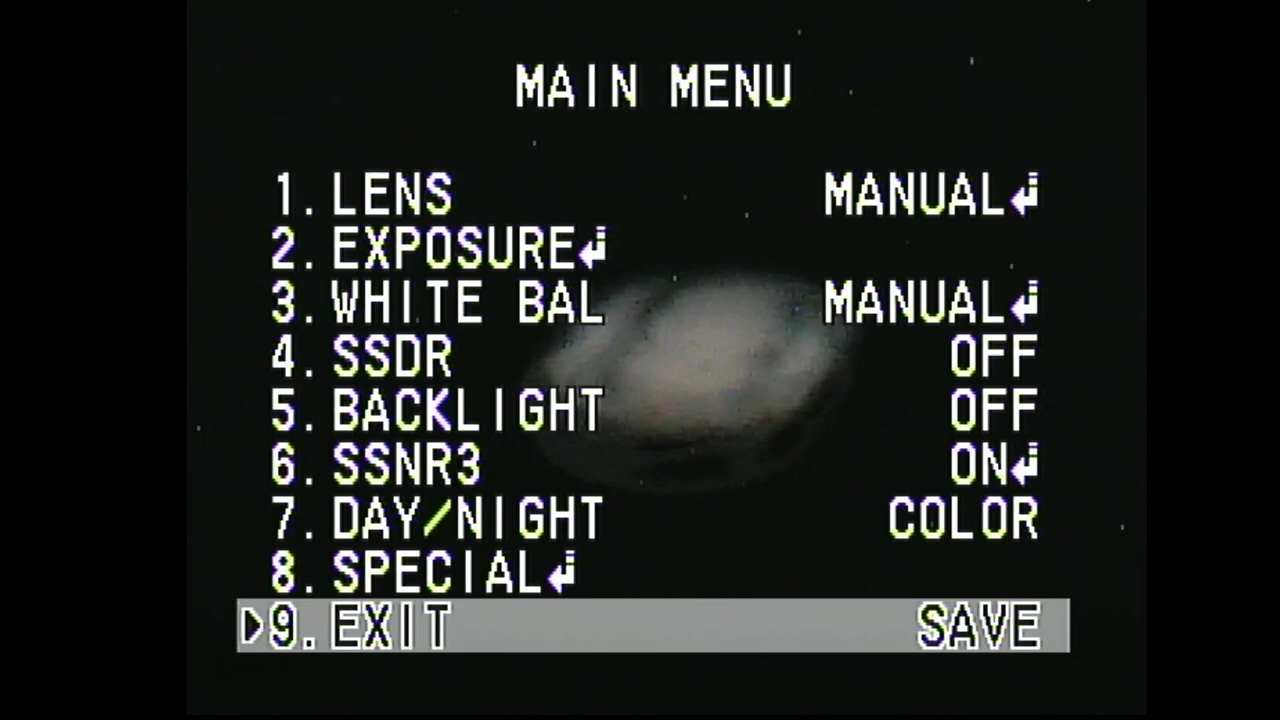 MAIN MENU
1. LENS MANUAL↲
2. EXPOSURE↲
3. WHITE BAL MANUAL↲
4. SSDR OFF
5. BACKLIGHT OFF
6. SSNR3 ON↲
7. DAY/NIGHT COLOR
8. SPECIAL↲
▶9. EXIT SAVE